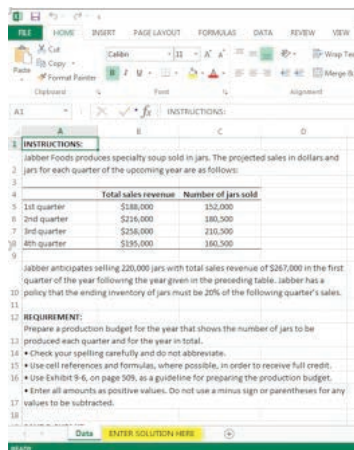 FILE HOME INSERT PAGE LAYOUT FORMULAS DATA REVIEW VIEW
Cut Calibri 11 A A Wrap Te
Copy
Paste Format Painter B I U A Merge &
Clipboard Font Alignment
A1 fx INSTRUCTIONS:
A B C D
1 INSTRUCTIONS:
Jabber Foods produces specialty soup sold in jars. The projected sales in dollars and
2 jars for each quarter of the upcoming year are as follows:
3
4 Total sales revenue Number of jars sold
5 1st quarter $188,000 152,000
6 2nd quarter $216,000 180,500
7 3rd quarter $258,000 210,500
8 4th quarter $195,000 160,500
9
Jabber anticipates selling 220,000 jars with total sales revenue of $267,000 in the first
quarter of the year following the year given in the preceding table. Jabber has a
10 policy that the ending inventory of jars must be 20% of the following quarter's sales.
11
12 REQUIREMENT:
Prepare a production budget for the year that shows the number of jars to be
13 produced each quarter and for the year in total.
14 • Check your spelling carefully and do not abbreviate.
15 • Use cell references and formulas, where possible, in order to receive full credit.
16 • Use Exhibit 9-6, on page 509, as a guideline for preparing the production budget.
• Enter all amounts as positive values. Do not use a minus sign or parentheses for any
17 values to be subtracted.
18
Data ENTER SOLUTION HERE
READY